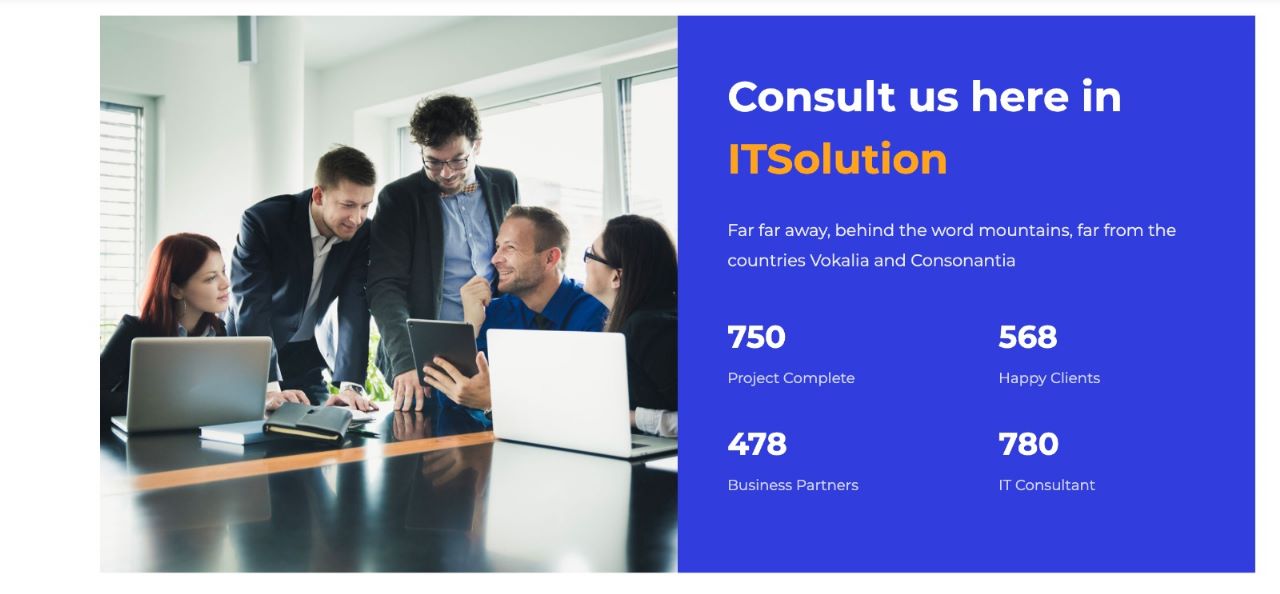 Consult us here in
ITSolution
Far far away, behind the word mountains, far from the
countries Vokalia and Consonantia
750
Project Complete
568
Happy Clients
478
Business Partners
780
IT Consultant